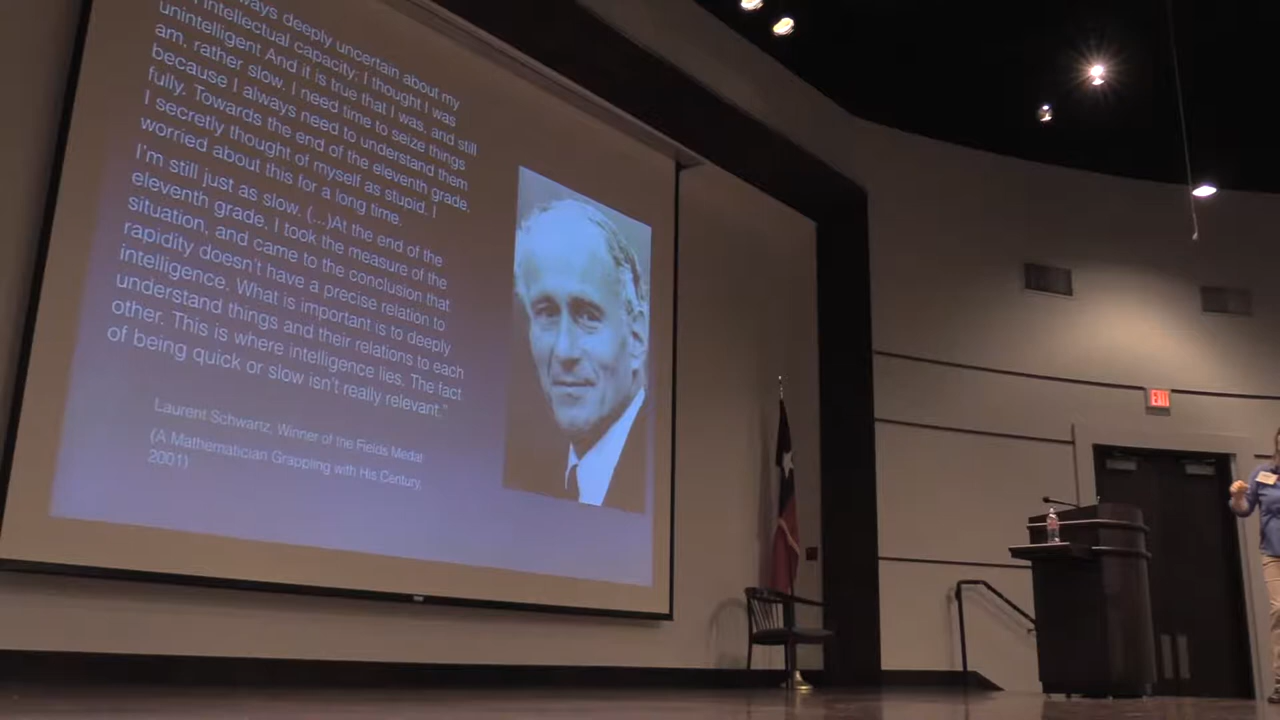 ways deeply uncertain about my
intellectual capacity; I thought I was
unintelligent And it is true that I was, and still
am, rather slow. I need time to seize things
because I always need to understand them
fully. Towards the end of the eleventh grade,
I secretly thought of myself as stupid. I
worried about this for a long time.
I'm still just as slow. (...)At the end of the
eleventh grade, I took the measure of the
situation, and came to the conclusion that
rapidity doesn't have a precise relation to
intelligence. What is important is to deeply
understand things and their relations to each
other. This is where intelligence lies. The fact
of being quick or slow isn't really relevant."
Laurent Schwartz, Winner of the Fields Medal
(A Mathematician Grappling with His Century,
2001)
EXIT